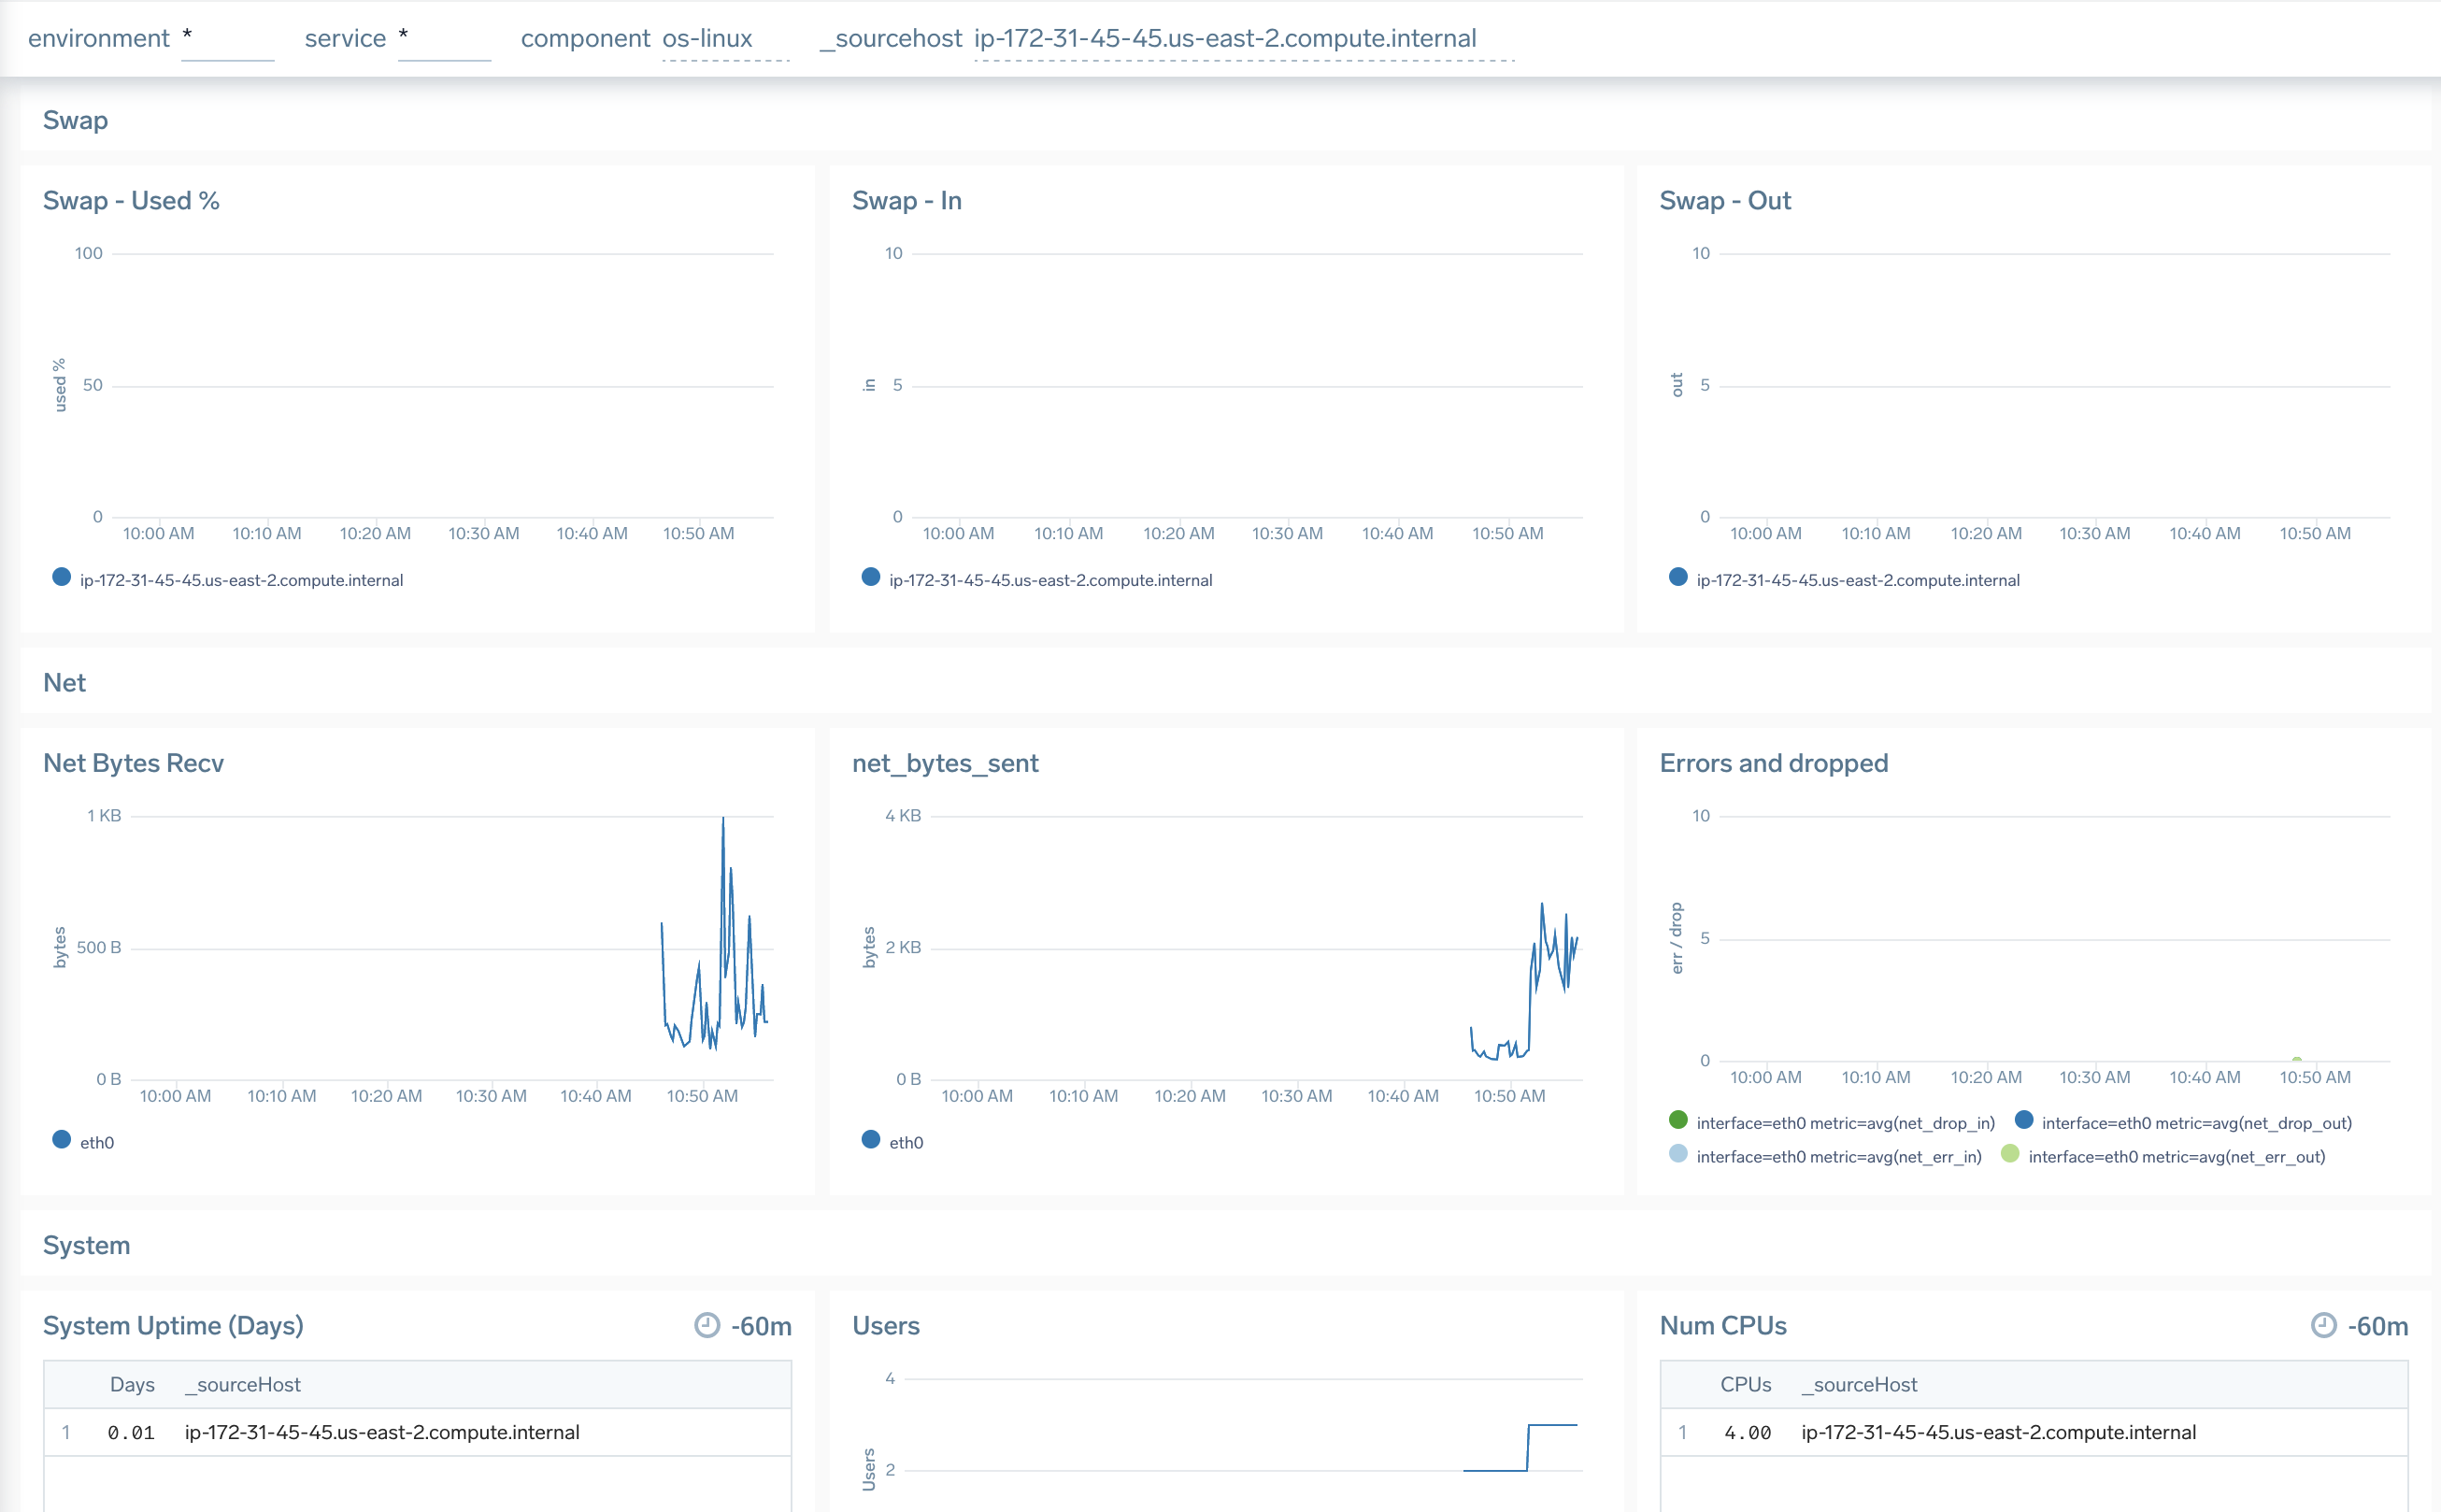 environment * service * component os-linux _sourcehost ip-172-31-45-45.us-east-2.compute.internal
Swap
Swap - Used %
100
used %
50
0
10:00 AM 10:10 AM 10:20 AM 10:30 AM 10:40 AM 10:50 AM
ip-172-31-45-45.us-east-2.compute.internal
Swap - In
10
in
5
0
10:00 AM 10:10 AM 10:20 AM 10:30 AM 10:40 AM 10:50 AM
ip-172-31-45-45.us-east-2.compute.internal
Swap - Out
10
out
5
0
10:00 AM 10:10 AM 10:20 AM 10:30 AM 10:40 AM 10:50 AM
ip-172-31-45-45.us-east-2.compute.internal
Net
Net Bytes Recv
1 KB
bytes
500 B
0 B
10:00 AM 10:10 AM 10:20 AM 10:30 AM 10:40 AM 10:50 AM
eth0
net_bytes_sent
4 KB
bytes
2 KB
0 B
10:00 AM 10:10 AM 10:20 AM 10:30 AM 10:40 AM 10:50 AM
eth0
Errors and dropped
10
err / drop
5
0
10:00 AM 10:10 AM 10:20 AM 10:30 AM 10:40 AM 10:50 AM
interface=eth0 metric=avg(net_drop_in) interface=eth0 metric=avg(net_drop_out)
interface=eth0 metric=avg(net_err_in) interface=eth0 metric=avg(net_err_out)
System
System Uptime (Days) -60m
Days _sourceHost
1 0.01 ip-172-31-45-45.us-east-2.compute.internal
Users
4
Users
2
Num CPUs -60m
CPUs _sourceHost
1 4.00 ip-172-31-45-45.us-east-2.compute.internal